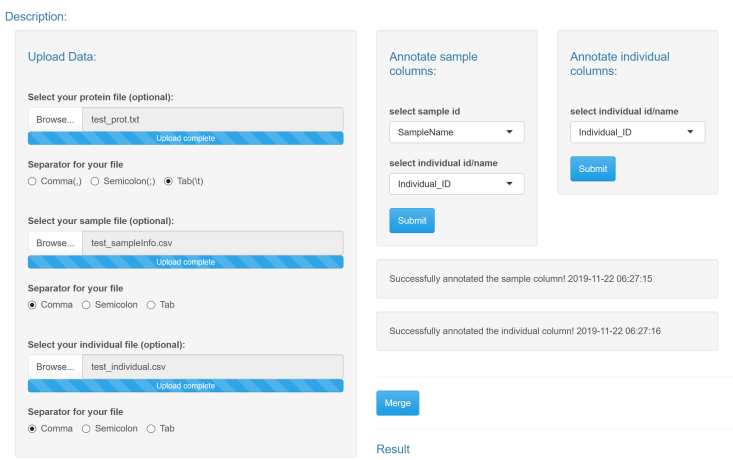 Description:
Upload Data:
Select your protein file (optional):
Browse... test_prot.txt
Upload complete
Separator for your file
Comma(,) Semicolon(;) Tab(\t)
Select your sample file (optional):
Browse... test_sampleInfo.csv
Upload complete
Separator for your file
Comma Semicolon Tab
Select your individual file (optional):
Browse... test_individual.csv
Upload complete
Separator for your file
Comma Semicolon Tab
Annotate sample
columns:
select sample id
SampleName
select individual id/name
Individual_ID
Submit
Annotate individual
columns:
select individual id/name
Individual_ID
Submit
Successfully annotated the sample column! 2019-11-22 06:27:15
Successfully annotated the individual column! 2019-11-22 06:27:16
Merge
Result